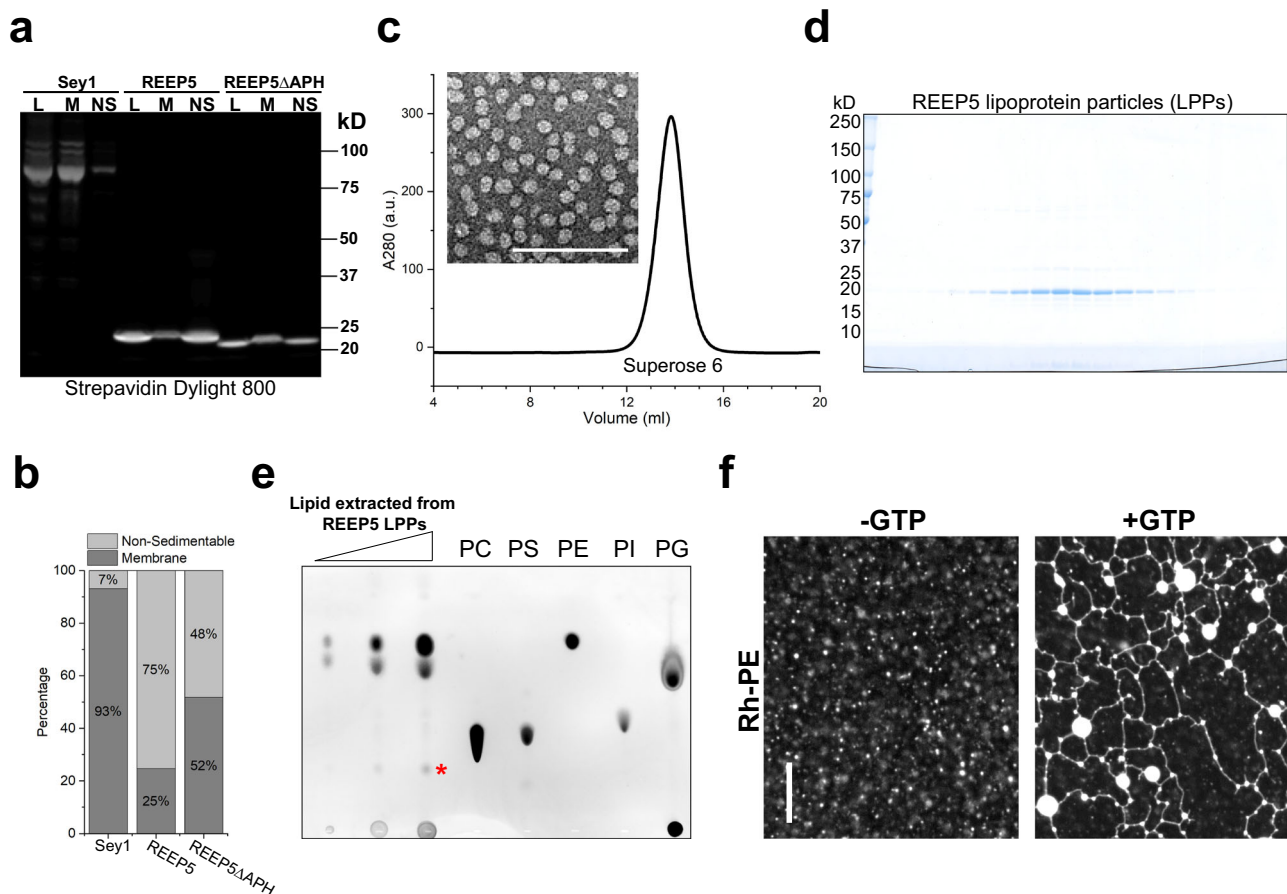 a
Sey1 REEP5 REEP5ΔAPH
L M NS L M NS L M NS
kD
100
75
50
37
25
20
Strepavidin Dylight 800
b
Non-Sedimentable
Membrane
Percentage
100
80
60
40
20
0
7%
93%
75%
25%
48%
52%
Sey1
REEP5
REEP5ΔAPH
c
A280 (a.u.)
300
200
100
0
Superose 6
4 8 12 16 20
Volume (ml)
d
kD
REEP5 lipoprotein particles (LPPs)
250
150
100
75
50
37
25
20
15
10
e
Lipid extracted from
REEP5 LPPs
PC PS PE PI PG
*
f
-GTP +GTP
Rh-PE